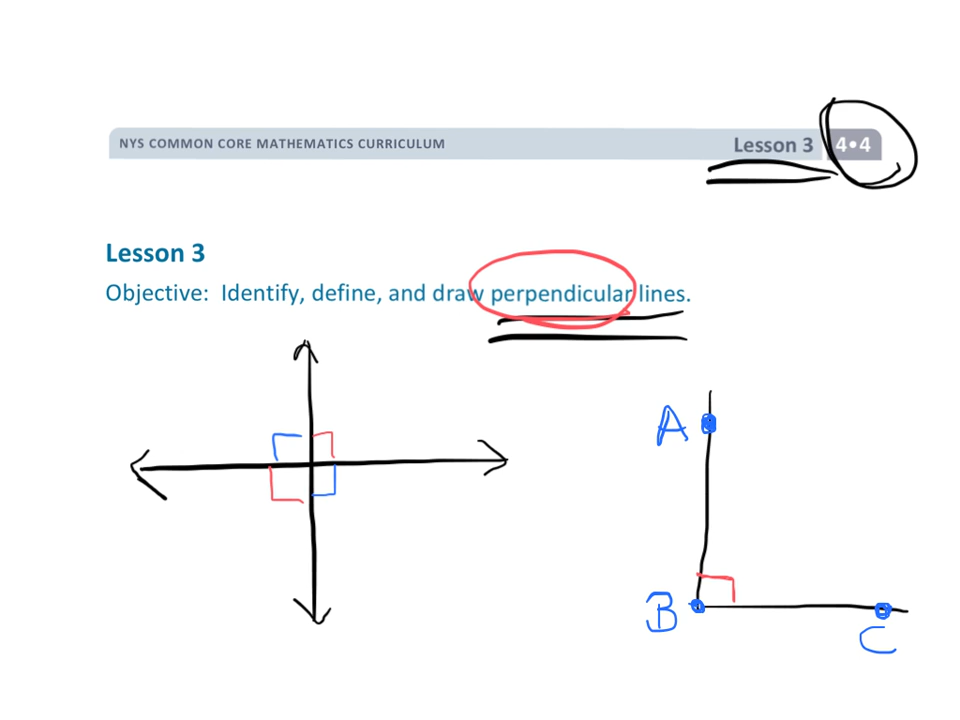 NYS COMMON CORE MATHEMATICS CURRICULUM Lesson 3 4•4
Lesson 3
Objective: Identify, define, and draw perpendicular lines.
A
B
C